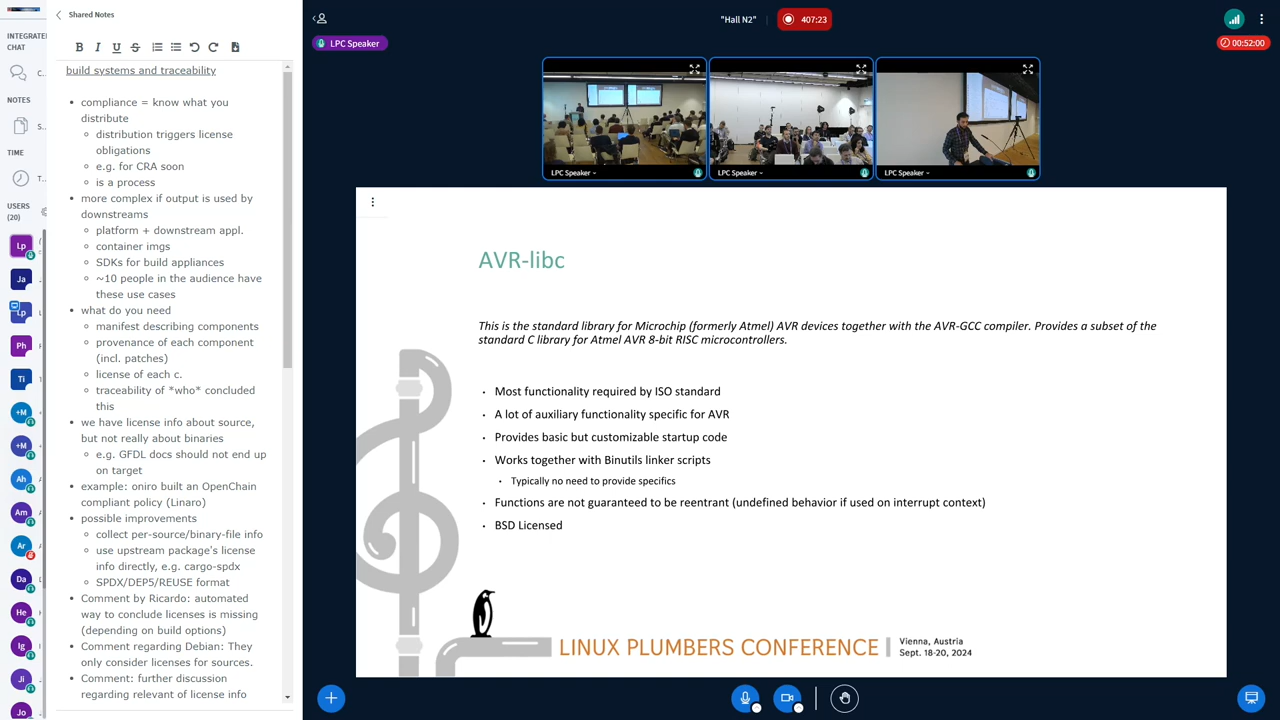 Shared Notes
INTEGRATED
CHAT
C..
NOTES
S..
TIME
T..
USERS
(20)
Lp
Ja
Lp
Ph
Ti
+M
+M
Ah
Am
Ar
Da
He
Ig
Ji
Jo
build systems and traceability
compliance = know what you
distribute
distribution triggers license
obligations
e.g. for CRA soon
is a process
more complex if output is used by
downstreams
platform + downstream appl.
container imgs
SDKs for build appliances
~10 people in the audience have
these use cases
what do you need
manifest describing components
provenance of each component
(incl. patches)
license of each c.
traceability of *who* concluded
this
we have license info about source,
but not really about binaries
e.g. GFDL docs should not end up
on target
example: oniro built an OpenChain
compliant policy (Linaro)
possible improvements
collect per-source/binary-file info
use upstream package's license
info directly, e.g. cargo-spdx
SPDX/DEP5/REUSE format
Comment by Ricardo: automated
way to conclude licenses is missing
(depending on build options)
Comment regarding Debian: They
only consider licenses for sources.
Comment: further discussion
regarding relevant of license info
"Hall N2"
407:23
00:52:00
LPC Speaker
LPC Speaker
LPC Speaker
LPC Speaker
AVR-libc
This is the standard library for Microchip (formerly Atmel) AVR devices together with the AVR-GCC compiler. Provides a subset of the
standard C library for Atmel AVR 8-bit RISC microcontrollers.
Most functionality required by ISO standard
A lot of auxiliary functionality specific for AVR
Provides basic but customizable startup code
Works together with Binutils linker scripts
Typically no need to provide specifics
Functions are not guaranteed to be reentrant (undefined behavior if used on interrupt context)
BSD Licensed
LINUX PLUMBERS CONFERENCE
Vienna, Austria
Sept. 18-20, 2024